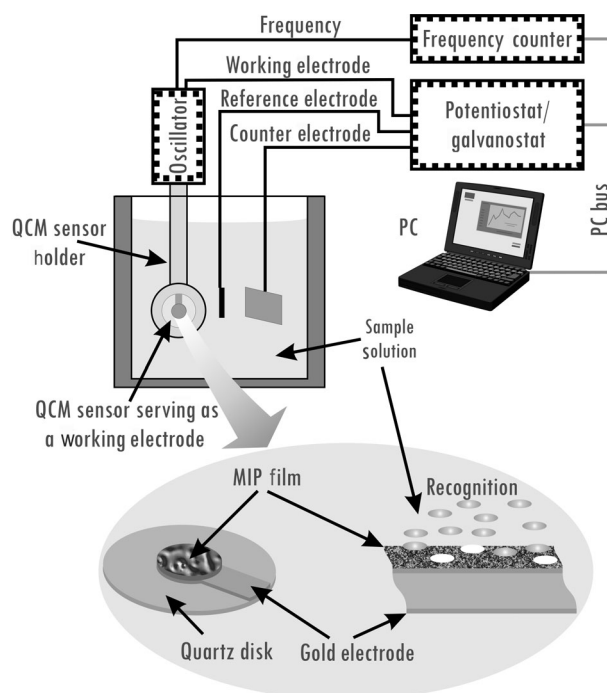 Frequency
Frequency counter
Working electrode
Reference electrode
Counter electrode
Oscillator
Potentiostat/
galvanostat
PC bus
PC
QCM sensor
holder
Sample
solution
QCM sensor serving as
a working electrode
MIP film
Recognition
Quartz disk
Gold electrode